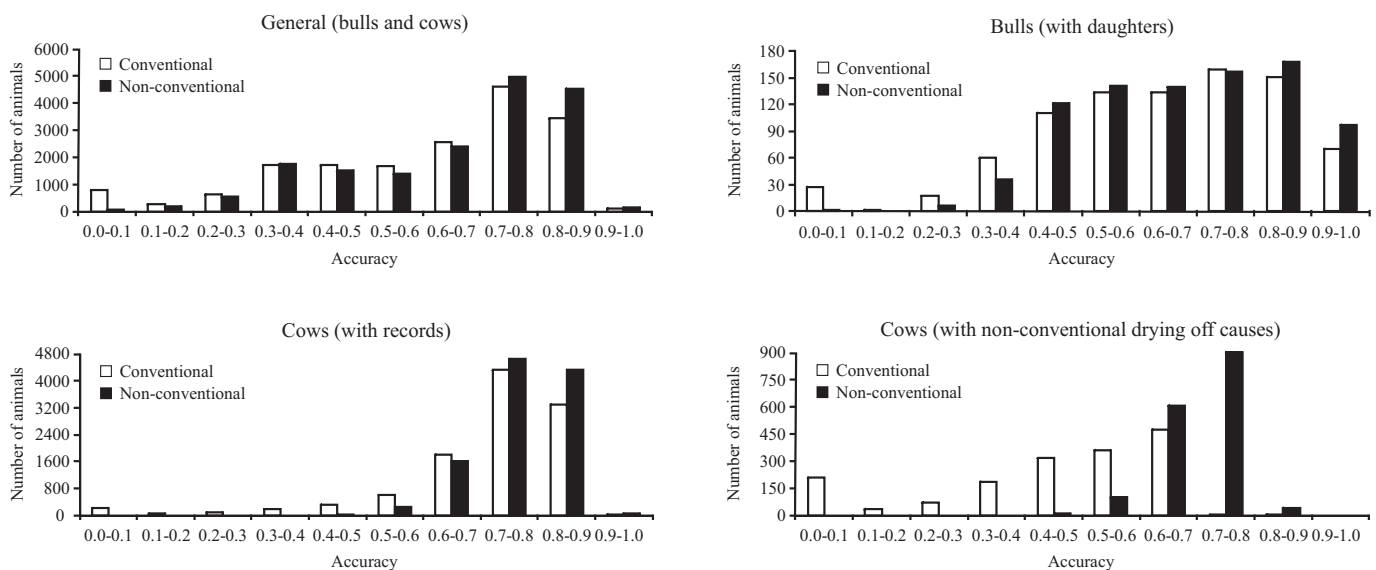 General (bulls and cows)
Number of animals
6000
5000
4000
3000
2000
1000
0
Conventional
Non-conventional
0.0-0.1 0.1-0.2 0.2-0.3 0.3-0.4 0.4-0.5 0.5-0.6 0.6-0.7 0.7-0.8 0.8-0.9 0.9-1.0
Accuracy
Bulls (with daughters)
Number of animals
180
150
120
90
60
30
0
Conventional
Non-conventional
0.0-0.1 0.1-0.2 0.2-0.3 0.3-0.4 0.4-0.5 0.5-0.6 0.6-0.7 0.7-0.8 0.8-0.9 0.9-1.0
Accuracy
Cows (with records)
Number of animals
4800
4000
3200
2400
1600
800
0
Conventional
Non-conventional
0.0-0.1 0.1-0.2 0.2-0.3 0.3-0.4 0.4-0.5 0.5-0.6 0.6-0.7 0.7-0.8 0.8-0.9 0.9-1.0
Accuracy
Cows (with non-conventional drying off causes)
Number of animals
900
750
600
450
300
150
0
Conventional
Non-conventional
0.0-0.1 0.1-0.2 0.2-0.3 0.3-0.4 0.4-0.5 0.5-0.6 0.6-0.7 0.7-0.8 0.8-0.9 0.9-1.0
Accuracy